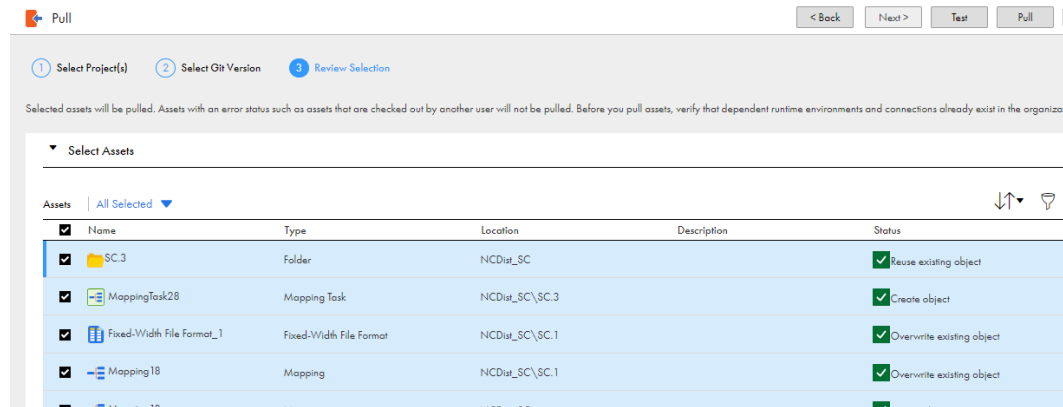 Pull
< Back Next > Test Pull
1 Select Project(s) 2 Select Git Version 3 Review Selection
Selected assets will be pulled. Assets with an error status such as assets that are checked out by another user will not be pulled. Before you pull assets, verify that dependent runtime environments and connections already exist in the organiza
Select Assets
Assets All Selected
Name Type Location Description Status
SC.3 Folder NCDist_SC Reuse existing object
MappingTask28 Mapping Task NCDist_SC\SC.3 Create object
Fixed-Width File Format_1 Fixed-Width File Format NCDist_SC\SC.1 Overwrite existing object
Mapping18 Mapping NCDist_SC\SC.1 Overwrite existing object